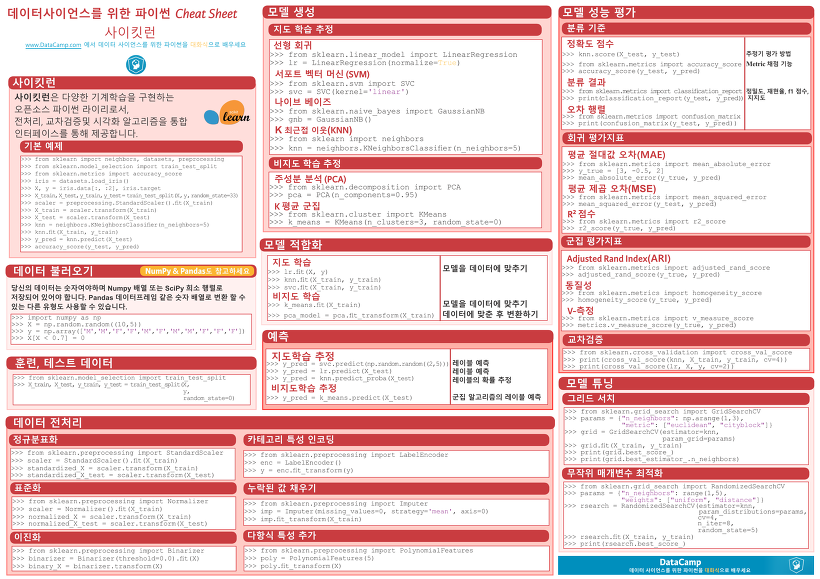 데이터사이언스를 위한 파이썬 Cheat Sheet
사이킷런
www.DataCamp.com 에서 데이터 사이언스를 위한 파이썬을 대화식으로 배우세요
사이킷런
사이킷런은 다양한 기계학습을 구현하는
오픈소스 파이썬 라이브러리로서,
전처리, 교차검증및 시각화 알고리즘을 통합
인터페이스를 통해 제공합니다.
learn
기본 예제
>>> from sklearn import neighbors, datasets, preprocessing
>>> from sklearn.model_selection import train_test_split
>>> from sklearn.metrics import accuracy_score
>>> iris = datasets.load_iris()
>>> X, y = iris.data[:, :2], iris.target
>>> X_train, X_test, y_train, y_test = train_test_split(X, y, random_state=33)
>>> scaler = preprocessing.StandardScaler().fit(X_train)
>>> X_train = scaler.transform(X_train)
>>> X_test = scaler.transform(X_test)
>>> knn = neighbors.KNeighborsClassifier(n_neighbors=5)
>>> knn.fit(X_train, y_train)
>>> y_pred = knn.predict(X_test)
>>> accuracy_score(y_test, y_pred)
데이터 불러오기
NumPy & Pandas도 참고하세요
당신의 데이터는 숫자여야하며 Numpy 배열 또는 SciPy 희소 행렬로
저장되어 있어야 합니다. Pandas 데이터프레임 같은 숫자 배열로 변환 할 수
있는 다른 유형도 사용할 수 있습니다.
>>> import numpy as np
>>> X = np.random.random((10,5))
>>> y = np.array(['M','M','F','F','M','F','M','M','F','F','F'])
>>> X[X < 0.7] = 0
훈련, 테스트 데이터
>>> from sklearn.model_selection import train_test_split
>>> X_train, X_test, y_train, y_test = train_test_split(X,
y,
random_state=0)
데이터 전처리
정규분표화
>>> from sklearn.preprocessing import StandardScaler
>>> scaler = StandardScaler().fit(X_train)
>>> standardized_X = scaler.transform(X_train)
>>> standardized_X_test = scaler.transform(X_test)
표준화
>>> from sklearn.preprocessing import Normalizer
>>> scaler = Normalizer().fit(X_train)
>>> normalized_X = scaler.transform(X_train)
>>> normalized_X_test = scaler.transform(X_test)
이진화
>>> from sklearn.preprocessing import Binarizer
>>> binarizer = Binarizer(threshold=0.0).fit(X)
>>> binary_X = binarizer.transform(X)
카테고리 특성 인코딩
>>> from sklearn.preprocessing import LabelEncoder
>>> enc = LabelEncoder()
>>> y = enc.fit_transform(y)
누락된 값 채우기
>>> from sklearn.preprocessing import Imputer
>>> imp = Imputer(missing_values=0, strategy='mean', axis=0)
>>> imp.fit_transform(X_train)
다항식 특성 추가
>>> from sklearn.preprocessing import PolynomialFeatures
>>> poly = PolynomialFeatures(5)
>>> poly.fit_transform(X)
모델 생성
지도 학습 추정
선형 회귀
>>> from sklearn.linear_model import LinearRegression
>>> lr = LinearRegression(normalize=True)
서포트 벡터 머신 (SVM)
>>> from sklearn.svm import SVC
>>> svc = SVC(kernel='linear')
나이브 베이즈
>>> from sklearn.naive_bayes import GaussianNB
>>> gnb = GaussianNB()
K 최근접 이웃(KNN)
>>> from sklearn import neighbors
>>> knn = neighbors.KNeighborsClassifier(n_neighbors=5)
비지도 학습 추정
주성분 분석 (PCA)
>>> from sklearn.decomposition import PCA
>>> pca = PCA(n_components=0.95)
K 평균 군집
>>> from sklearn.cluster import KMeans
>>> k_means = KMeans(n_clusters=3, random_state=0)
모델 적합화
지도 학습
>>> lr.fit(X, y)
>>> knn.fit(X_train, y_train)
>>> svc.fit(X_train, y_train)
모델을 데이터에 맞추기
비지도 학습
>>> k_means.fit(X_train)
>>> pca_model = pca.fit_transform(X_train)
모델을 데이터에 맞추기
데이터에 맞춘 후 변환하기
예측
지도학습 추정
>>> y_pred = svc.predict(np.random.random((2,5)))
>>> y_pred = lr.predict(X_test)
>>> y_pred = knn.predict_proba(X_test)
레이블 예측
레이블 예측
레이블의 확률 추정
비지도학습 추정
>>> y_pred = k_means.predict(X_test)
군집 알고리즘의 레이블 예측
모델 성능 평가
분류 기준
정확도 점수
>>> knn.score(X_test, y_test)
>>> from sklearn.metrics import accuracy_score
>>> accuracy_score(y_test, y_pred)
추정기 평가 방법
Metric 채점 기능
분류 결과
>>> from sklearn.metrics import classification_report
>>> print(classification_report(y_test, y_pred))
정밀도, 재현율, f1 점수,
지지도
오차 행렬
>>> from sklearn.metrics import confusion_matrix
>>> print(confusion_matrix(y_test, y_pred))
회귀 평가지표
평균 절대값 오차(MAE)
>>> from sklearn.metrics import mean_absolute_error
>>> y_true = [3, -0.5, 2]
>>> mean_absolute_error(y_true, y_pred)
평균 제곱 오차(MSE)
>>> from sklearn.metrics import mean_squared_error
>>> mean_squared_error(y_test, y_pred)
R² 점수
>>> from sklearn.metrics import r2_score
>>> r2_score(y_true, y_pred)
군집 평가지표
Adjusted Rand Index(ARI)
>>> from sklearn.metrics import adjusted_rand_score
>>> adjusted_rand_score(y_true, y_pred)
동질성
>>> from sklearn.metrics import homogeneity_score
>>> homogeneity_score(y_true, y_pred)
V-측정
>>> from sklearn.metrics import v_measure_score
>>> metrics.v_measure_score(y_true, y_pred)
교차검증
>>> from sklearn.cross_validation import cross_val_score
>>> print(cross_val_score(knn, X_train, y_train, cv=4))
>>> print(cross_val_score(lr, X, y, cv=2))
모델 튜닝
그리드 서치
>>> from sklearn.grid_search import GridSearchCV
>>> params = {"n_neighbors": np.arange(1,3),
"metric": ["euclidean", "cityblock"]}
>>> grid = GridSearchCV(estimator=knn,
param_grid=params)
>>> grid.fit(X_train, y_train)
>>> print(grid.best_score_)
>>> print(grid.best_estimator_.n_neighbors)
무작위 매개변수 최적화
>>> from sklearn.grid_search import RandomizedSearchCV
>>> params = {"n_neighbors": range(1,5),
"weights": ["uniform", "distance"]}
>>> rsearch = RandomizedSearchCV(estimator=knn,
param_distributions=params,
cv=4,
n_iter=8,
random_state=5)
>>> rsearch.fit(X_train, y_train)
>>> print(rsearch.best_score_)
DataCamp
데이터 사이언스를 위한 파이썬을 대화식으로 배우세요